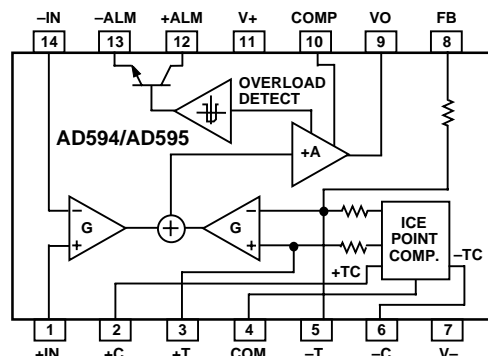 –IN –ALM +ALM V+ COMP VO FB
14 13 12 11 10 9 8
OVERLOAD
DETECT
AD594/AD595
+A
– –
G G
+ +
+
ICE
POINT
COMP.
–TC
+TC
1 2 3 4 5 6 7
+IN +C +T COM –T –C V–